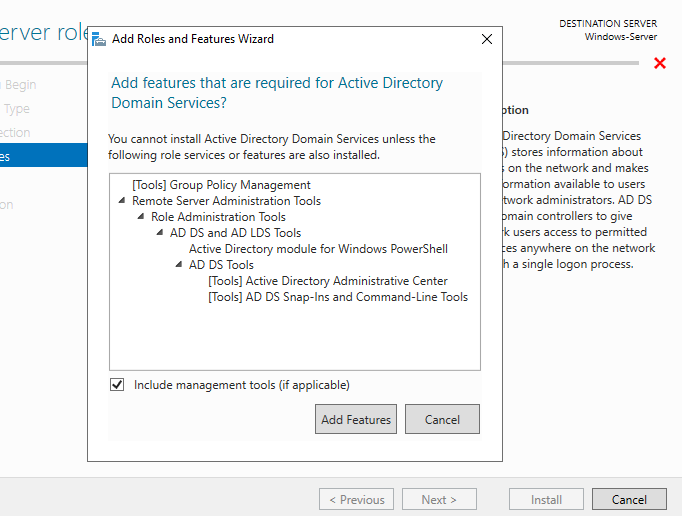 erver role
DESTINATION SERVER
Windows-Server
Add Roles and Features Wizard
Begin
Type
ection
es
on
Add features that are required for Active Directory
Domain Services?
You cannot install Active Directory Domain Services unless the
following role services or features are also installed.
[Tools] Group Policy Management
Remote Server Administration Tools
Role Administration Tools
AD DS and AD LDS Tools
Active Directory module for Windows PowerShell
AD DS Tools
[Tools] Active Directory Administrative Center
[Tools] AD DS Snap-Ins and Command-Line Tools
Include management tools (if applicable)
Add Features
Cancel
ption
Directory Domain Services
) stores information about
s on the network and makes
ormation available to users
twork administrators. AD DS
omain controllers to give
k users access to permitted
ces anywhere on the network
h a single logon process.
< Previous
Next >
Install
Cancel